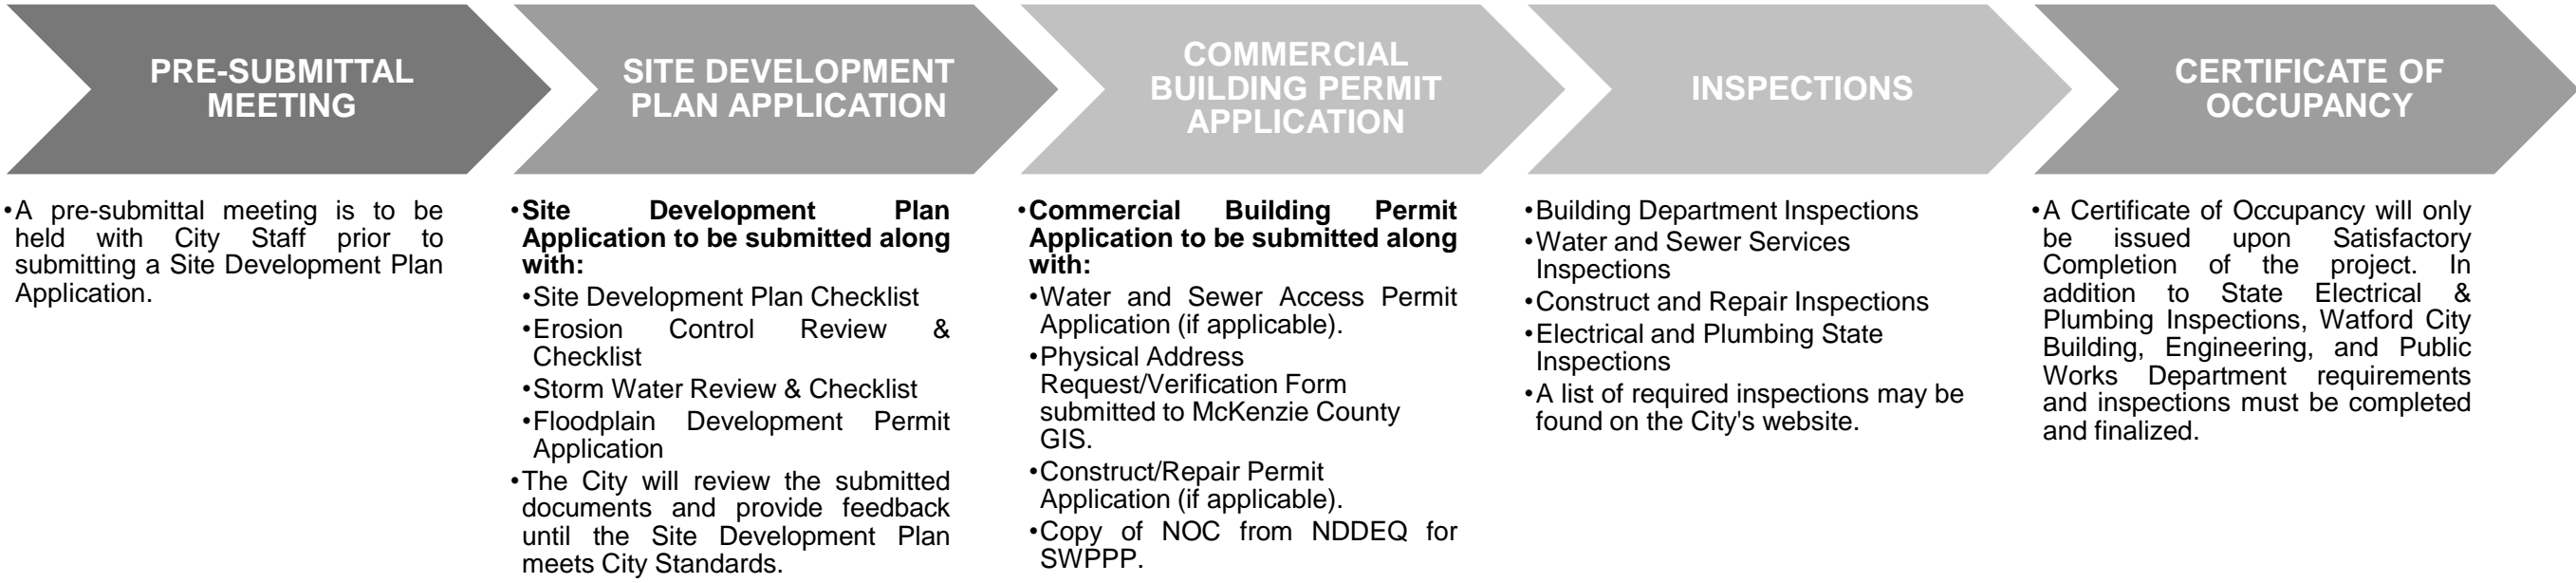 PRE-SUBMITTAL
MEETING
•A pre-submittal meeting is to be
held with City Staff prior to
submitting a Site Development Plan
Application.
SITE DEVELOPMENT
PLAN APPLICATION
•Site Development Plan
Application to be submitted along
with:
•Site Development Plan Checklist
•Erosion Control Review &
Checklist
•Storm Water Review & Checklist
•Floodplain Development Permit
Application
•The City will review the submitted
documents and provide feedback
until the Site Development Plan
meets City Standards.
COMMERCIAL
BUILDING PERMIT
APPLICATION
•Commercial Building Permit
Application to be submitted along
with:
•Water and Sewer Access Permit
Application (if applicable).
•Physical Address
Request/Verification Form
submitted to McKenzie County
GIS.
•Construct/Repair Permit
Application (if applicable).
•Copy of NOC from NDDEQ for
SWPPP.
INSPECTIONS
•Building Department Inspections
•Water and Sewer Services
Inspections
•Construct and Repair Inspections
•Electrical and Plumbing State
Inspections
•A list of required inspections may be
found on the City's website.
CERTIFICATE OF
OCCUPANCY
•A Certificate of Occupancy will only
be issued upon Satisfactory
Completion of the project. In
addition to State Electrical &
Plumbing Inspections, Watford City
Building, Engineering, and Public
Works Department requirements
and inspections must be completed
and finalized.